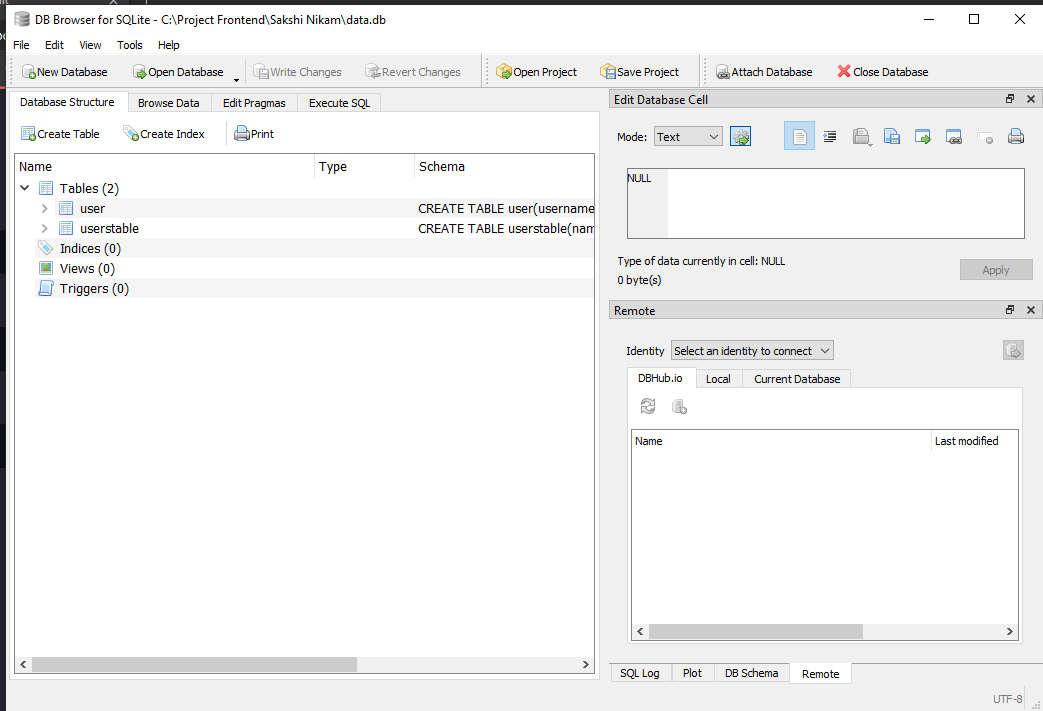 DB Browser for SQLite - C:\Project Frontend\Sakshi Nikam\data.db
File Edit View Tools Help
New Database Open Database Write Changes Revert Changes Open Project Save Project Attach Database Close Database
Database Structure Browse Data Edit Pragmas Execute SQL
Create Table Create Index Print
Name Type Schema
Tables (2)
user CREATE TABLE user(username
userstable CREATE TABLE userstable(nam
Indices (0)
Views (0)
Triggers (0)
Edit Database Cell
Mode: Text
NULL
Type of data currently in cell: NULL
0 byte(s)
Apply
Remote
Identity Select an identity to connect
DBHub.io Local Current Database
Name Last modified
SQL Log Plot DB Schema Remote
UTF-8